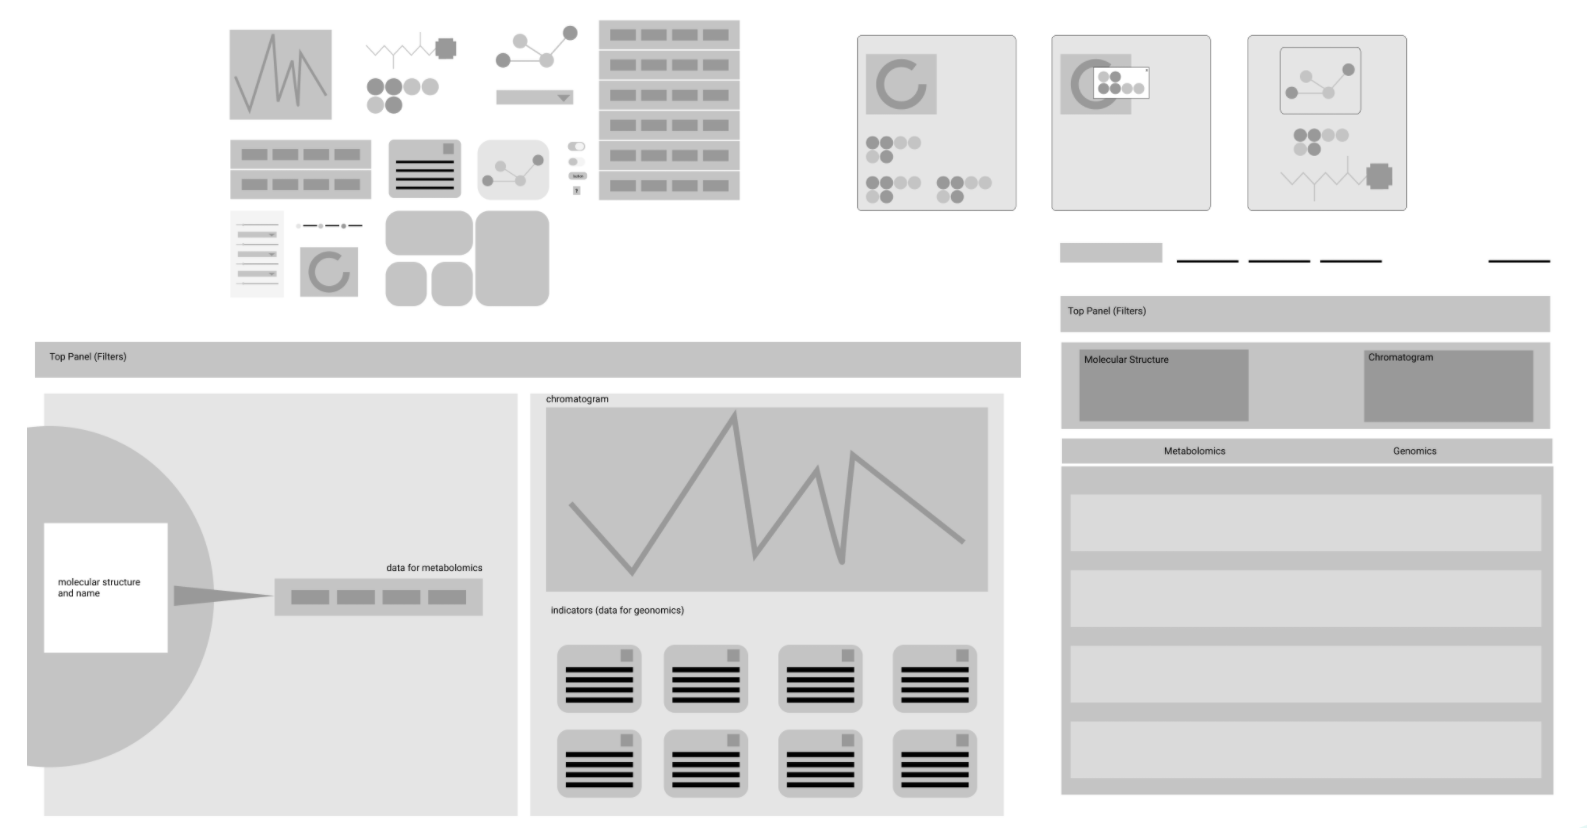 Top Panel (Filters)
chromatogram
data for metabolomics
molecular structure
and name
indicators (data for geonomics)
Top Panel (Filters)
Molecular Structure
Chromatogram
Metabolomics
Genomics